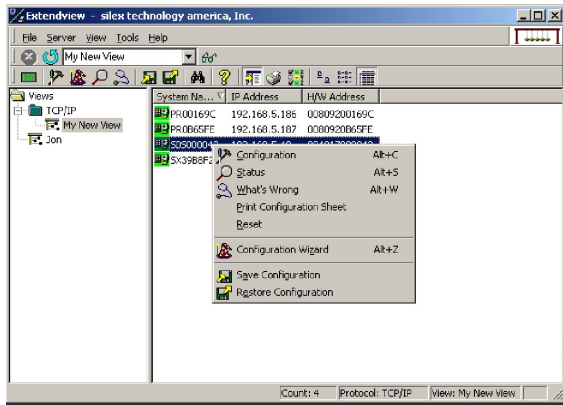 Extendview - silex technology america, Inc.
File Server View Tools Help
My New View
Views
TCP/IP
My New View
Jon
System Na... IP Address H/W Address
PR00169C 192.168.5.186 00809200169C
PR0B65FE 192.168.5.187 0080920B65FE
SDS000042
SX39B8F2
Configuration Alt+C
Status Alt+S
What's Wrong Alt+W
Print Configuration Sheet
Reset
Configuration Wizard Alt+Z
Save Configuration
Restore Configuration
Count: 4 Protocol: TCP/IP View: My New View